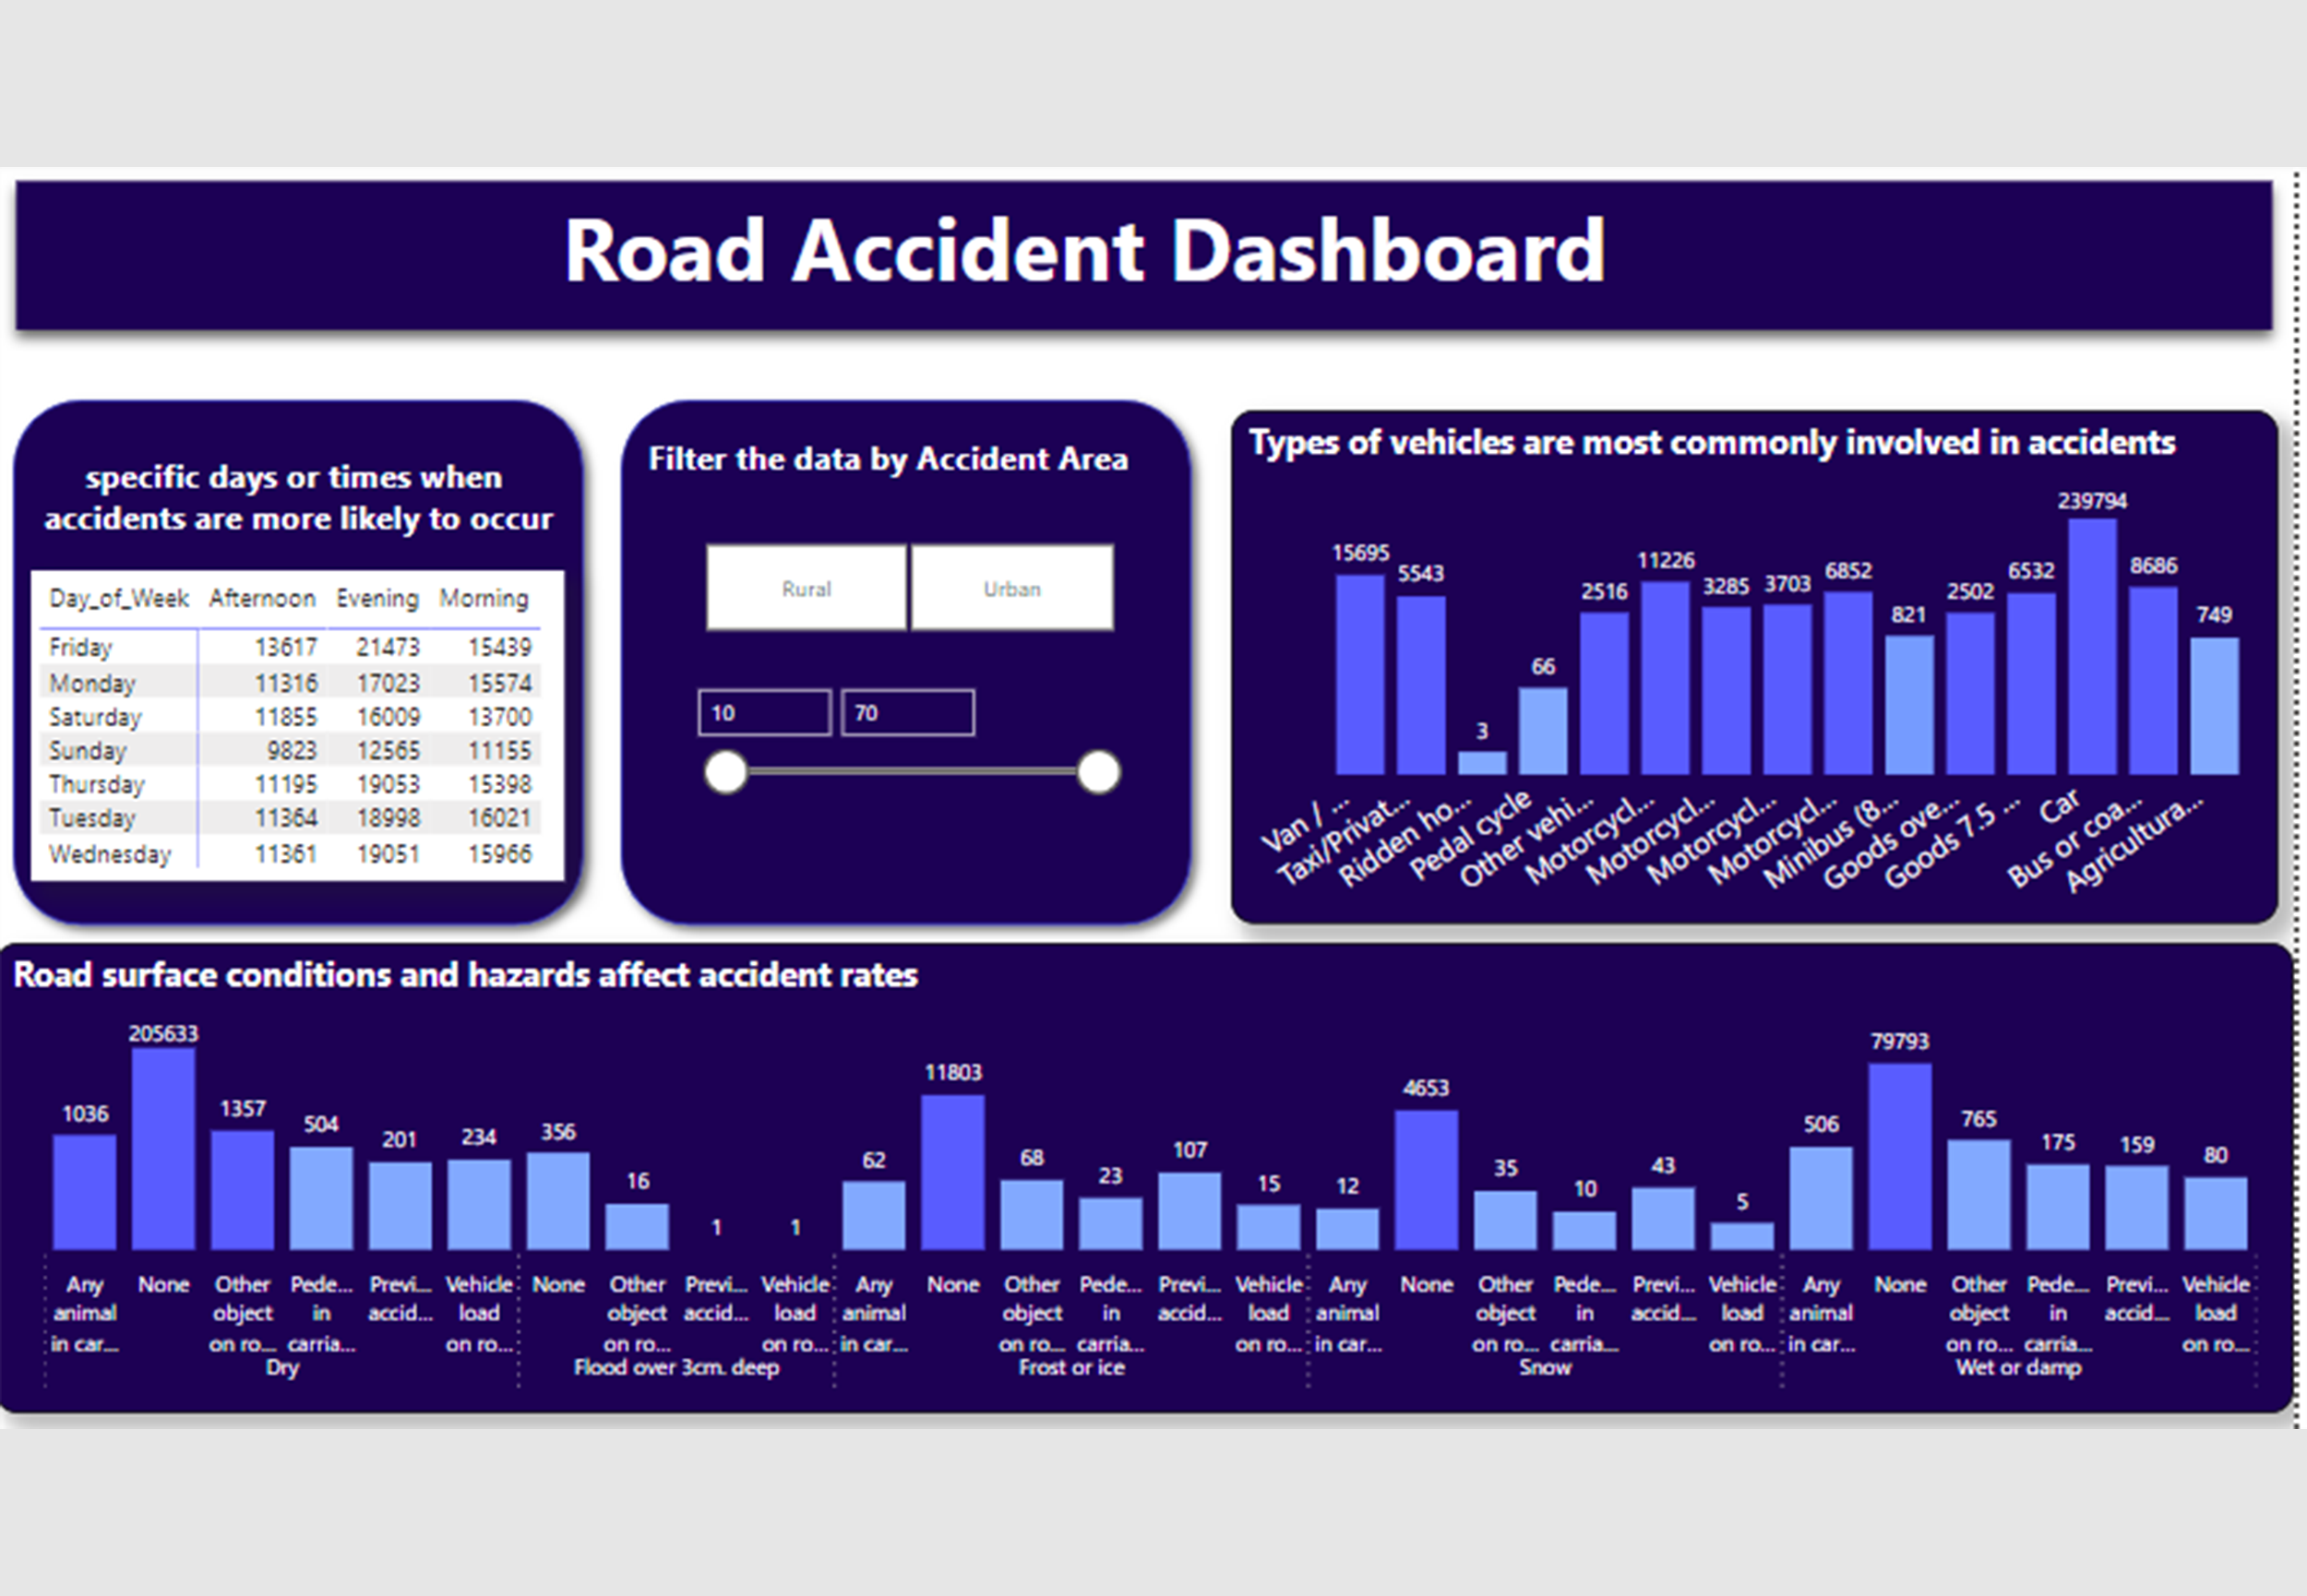 Road Accident Dashboard
specific days or times when
accidents are more likely to occur
Day_of_Week Afternoon Evening Morning
Friday 13617 21473 15439
Monday 11316 17023 15574
Saturday 11855 16009 13700
Sunday 9823 12565 11155
Thursday 11195 19053 15398
Tuesday 11364 18998 16021
Wednesday 11361 19051 15966
Filter the data by Accident Area
Rural Urban
10 70
Types of vehicles are most commonly involved in accidents
15695 5543 3 66 2516 11226 3285 3703 6852 821 2502 6532 239794 8686 749
Van / ...
Taxi/Privat...
Ridden ho...
Pedal cycle
Other vehi...
Motorcycl...
Motorcycl...
Motorcycl...
Motorcycl...
Minibus (8...
Goods ove...
Goods 7.5 ...
Car
Bus or coa...
Agricultura...
Road surface conditions and hazards affect accident rates
1036 205633 1357 504 201 234 356 16 1 1 62 11803 68 23 107 15 12 4653 35 10 43 5 506 79793 765 175 159 80
Any None Other Pede... Previ... Vehicle None Other Previ... Vehicle Any None Other Pede... Previ... Vehicle Any None Other Pede... Previ... Vehicle Any None Other Pede... Previ... Vehicle
animal object in accid... load object accid... load animal object in accid... load animal object in accid... load animal object in accid... load
in car... on ro... carria... on ro... on ro... on ro... in car... on ro... carria... on ro... in car... on ro... carria... on ro... in car... on ro... carria... on ro...
Dry Flood over 3cm. deep Frost or ice Snow Wet or damp